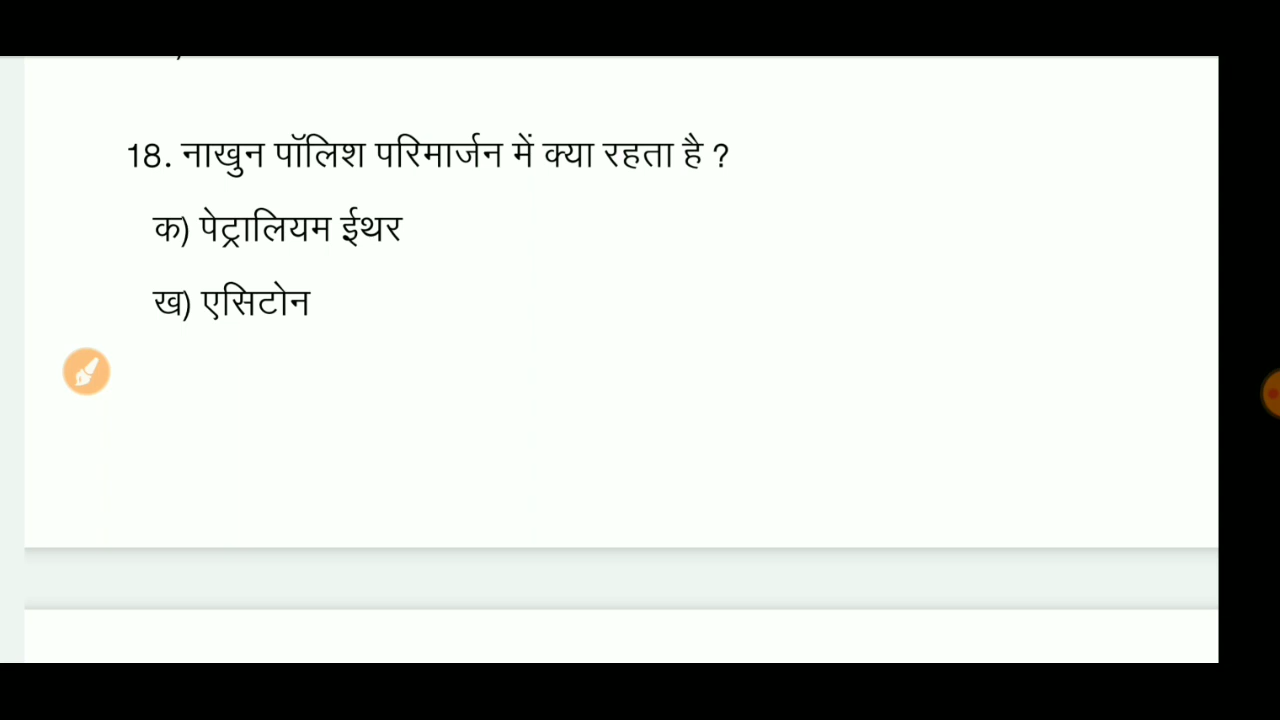 18. नाखुन पॉलिश परिमार्जन में क्या रहता है ?
क) पेट्रालियम ईथर
ख) एसिटोन